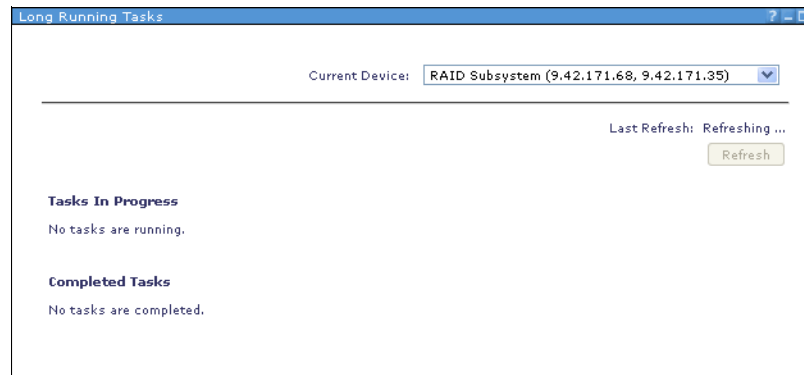 Long Running Tasks ?
Current Device: RAID Subsystem (9.42.171.68, 9.42.171.35)
Last Refresh: Refreshing ...
Refresh
Tasks In Progress
No tasks are running.
Completed Tasks
No tasks are completed.